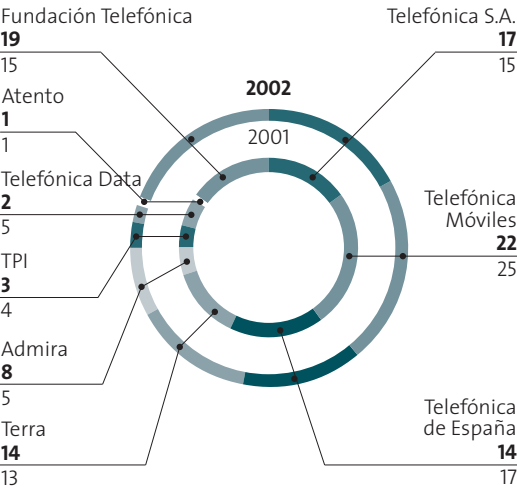 Fundación Telefónica
19
15
Atento
1
1
Telefónica Data
2
5
TPI
3
4
Admira
8
5
Terra
14
13
2002
2001
Telefónica S.A.
17
15
Telefónica
Móviles
22
25
Telefónica
de España
14
17